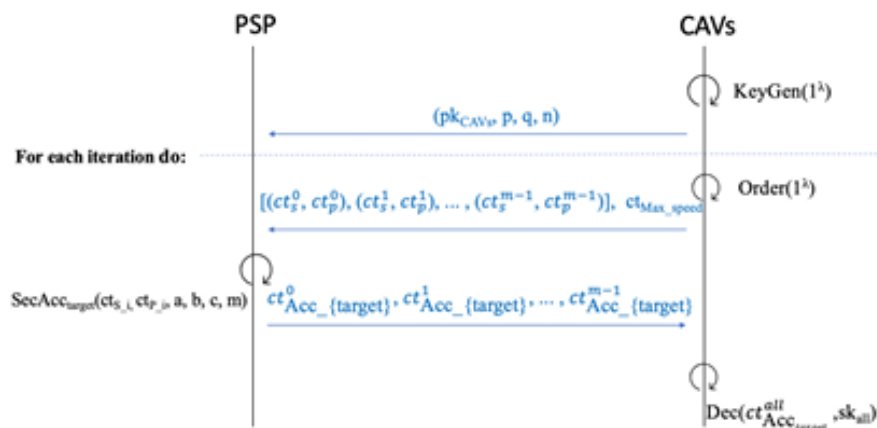 PSP CAVs
KeyGen(1^λ)
(pk_CAVs, p, q, n)
For each iteration do:
Order(1^λ)
[(ct_s^0, ct_p^0), (ct_s^1, ct_p^1), … , (ct_s^{m-1}, ct_p^{m-1})], ct_Max_speed
SecAcc_target(ct_S_i, ct_P_i, a, b, c, m)
ct^0_Acc_{target}, ct^1_Acc_{target}, … , ct^{m-1}_Acc_{target}
Dec(ct^all_Acc_target ,sk_all)